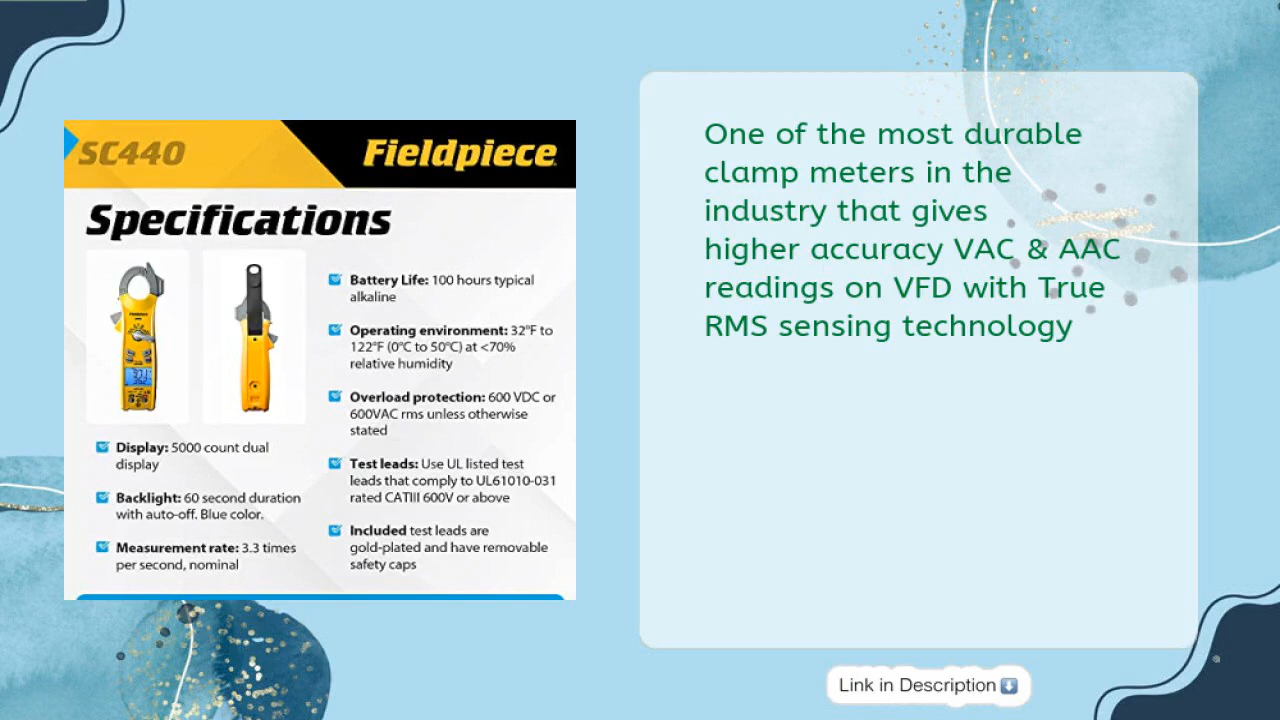 SC440
Fieldpiece
Specifications
Display: 5000 count dual
display
Backlight: 60 second duration
with auto-off. Blue color.
Measurement rate: 3.3 times
per second, nominal
Battery Life: 100 hours typical
alkaline
Operating environment: 32°F to
122°F (0°C to 50°C) at <70%
relative humidity
Overload protection: 600 VDC or
600VAC rms unless otherwise
stated
Test leads: Use UL listed test
leads that comply to UL61010-031
rated CATIII 600V or above
Included test leads are
gold-plated and have removable
safety caps
One of the most durable
clamp meters in the
industry that gives
higher accuracy VAC & AAC
readings on VFD with True
RMS sensing technology
Link in Description